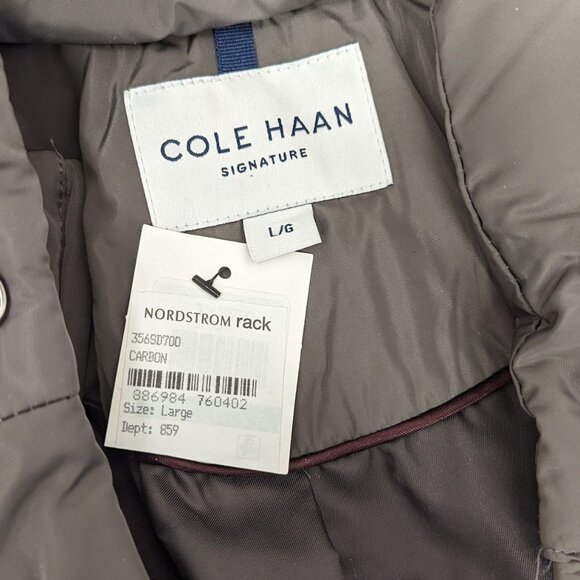 COLE HAAN
SIGNATURE
L/G
NORDSTROM rack
356SD700
CARBON
886984 760402
Size: Large
Dept: 859